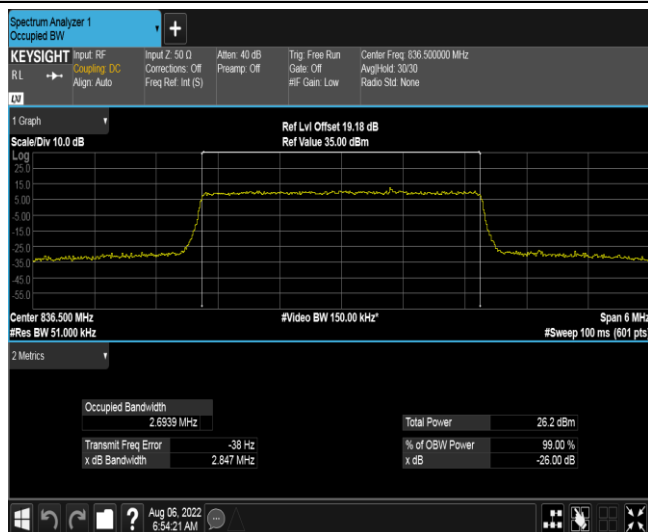 Spectrum Analyzer 1
Occupied BW
KEYSIGHT Input: RF Input Z: 50 Ω Atten: 40 dB Trig: Free Run Center Freq: 836.500000 MHz
RL Coupling: DC Corrections: Off Preamp: Off Gate: Off Avg|Hold: 30/30
Align: Auto Freq Ref: Int (S) #IF Gain: Low Radio Std: None
LXI
1 Graph
Ref Lvl Offset 19.18 dB
Scale/Div 10.0 dB Ref Value 35.00 dBm
Log
25.0
15.0
5.00
-5.00
-15.0
-25.0
-35.0
-45.0
-55.0
Center 836.500 MHz #Video BW 150.00 kHz* Span 6 MHz
#Res BW 51.000 kHz #Sweep 100 ms (601 pts)
2 Metrics
Occupied Bandwidth
2.6939 MHz Total Power 26.2 dBm
Transmit Freq Error -38 Hz % of OBW Power 99.00 %
x dB Bandwidth 2.847 MHz x dB -26.00 dB
? Aug 06, 2022
6:54:21 AM